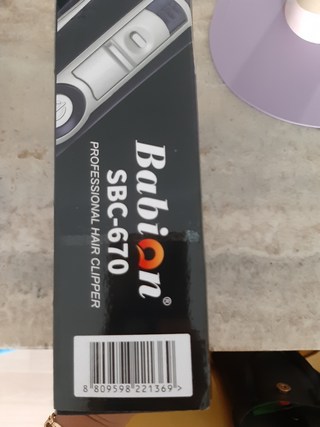 Babion®
SBC-670
PROFESSIONAL HAIR CLIPPER
8 809598 221369 >